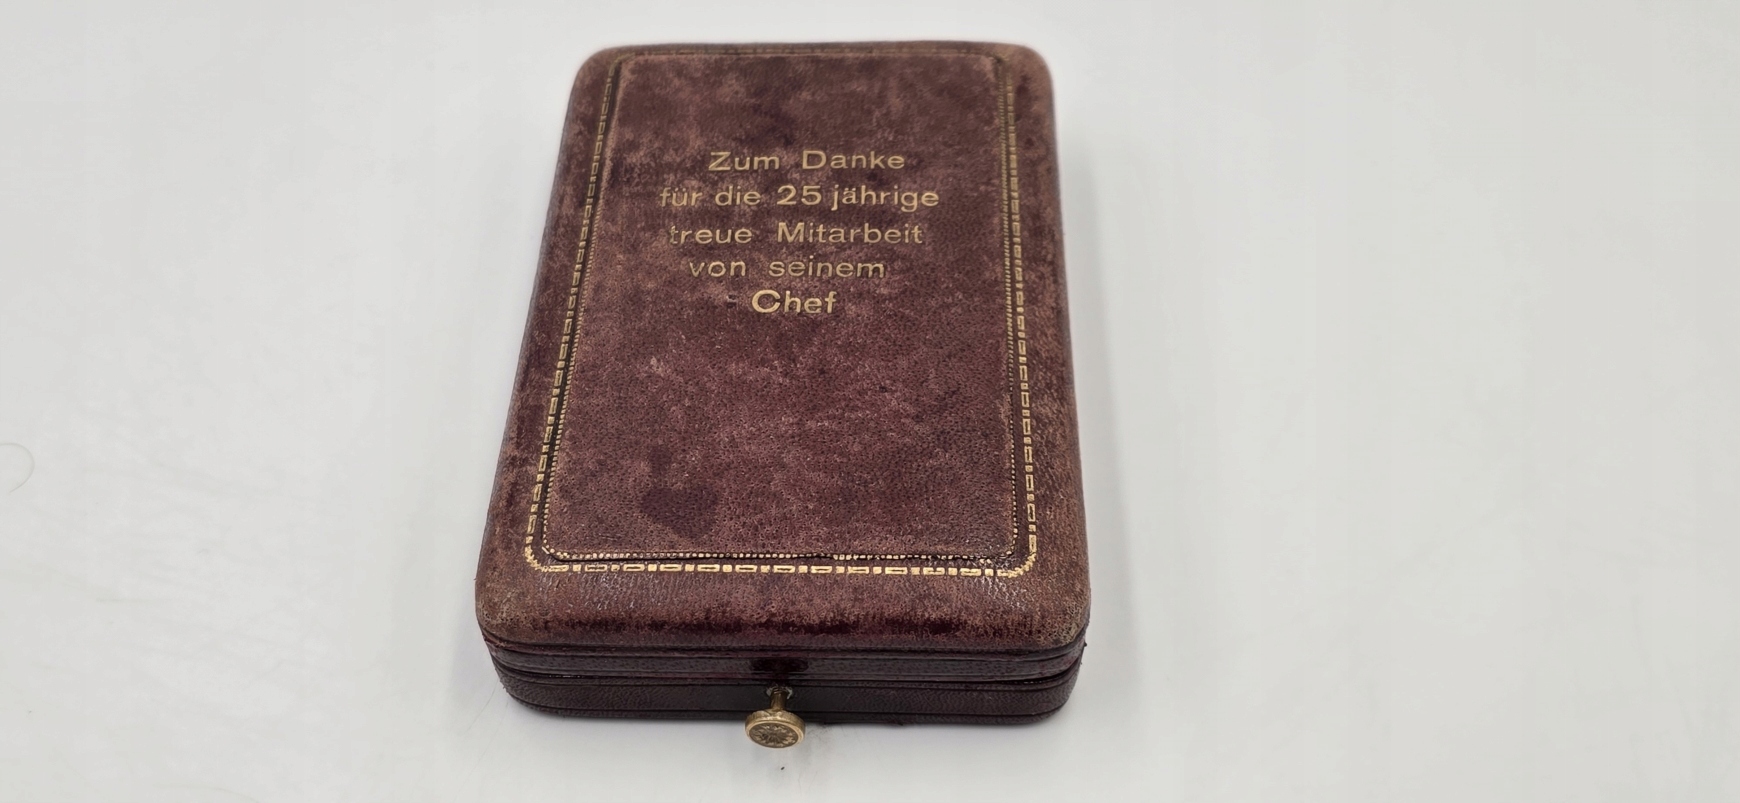 Zum Danke
für die 25 jährige
treue Mitarbeit
von seinem
Chef